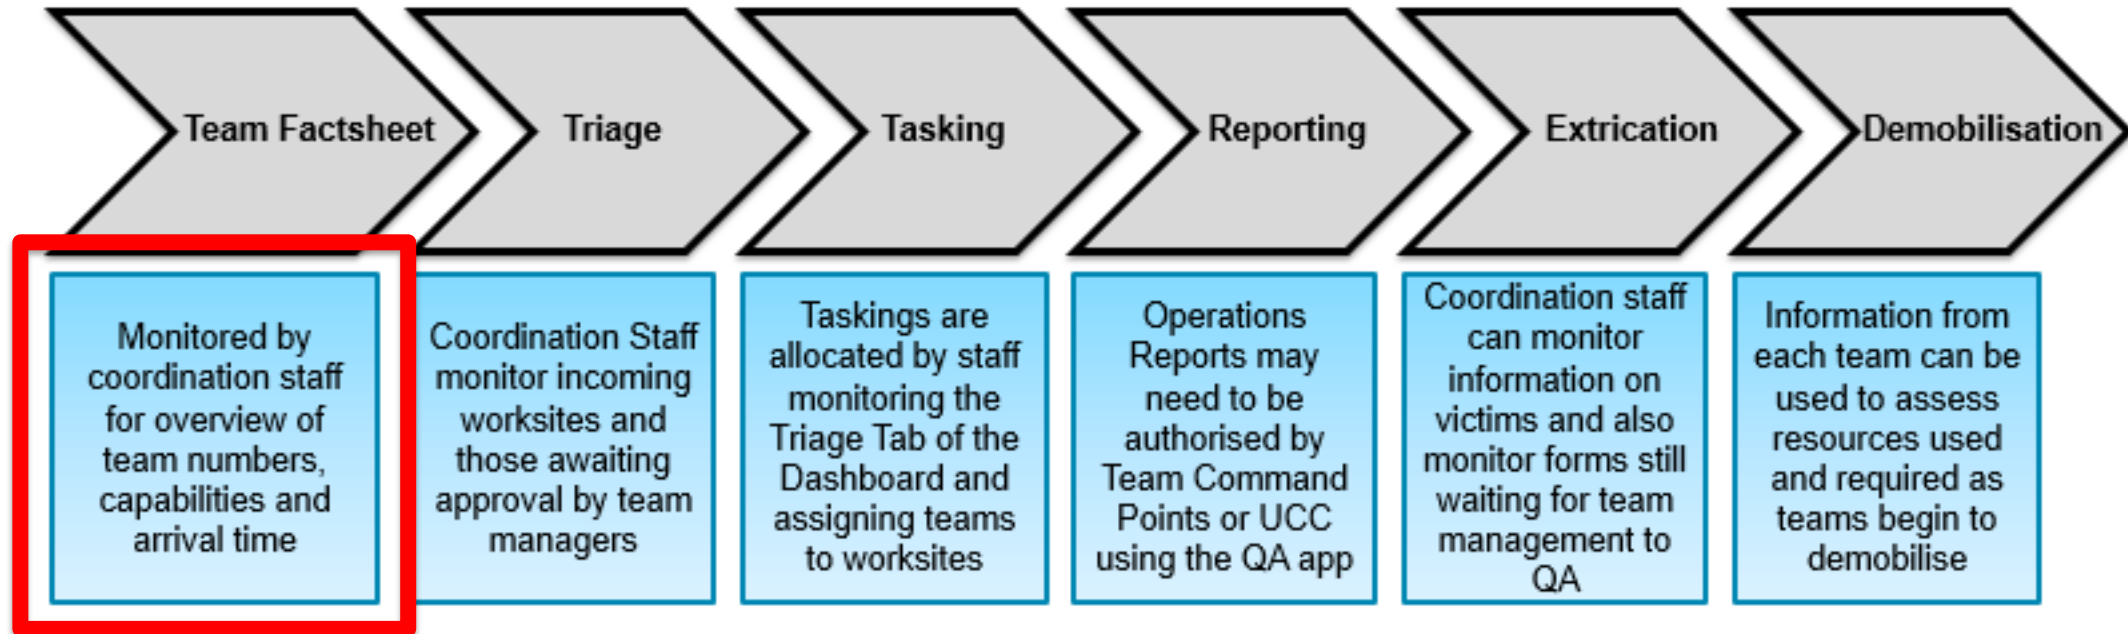 Team Factsheet
Triage
Tasking
Reporting
Extrication
Demobilisation
Monitored by
coordination staff
for overview of
team numbers,
capabilities and
arrival time
Coordination Staff
monitor incoming
worksites and
those awaiting
approval by team
managers
Taskings are
allocated by staff
monitoring the
Triage Tab of the
Dashboard and
assigning teams
to worksites
Operations
Reports may
need to be
authorised by
Team Command
Points or UCC
using the QA app
Coordination staff
can monitor
information on
victims and also
monitor forms still
waiting for team
management to
QA
Information from
each team can be
used to assess
resources used
and required as
teams begin to
demobilise